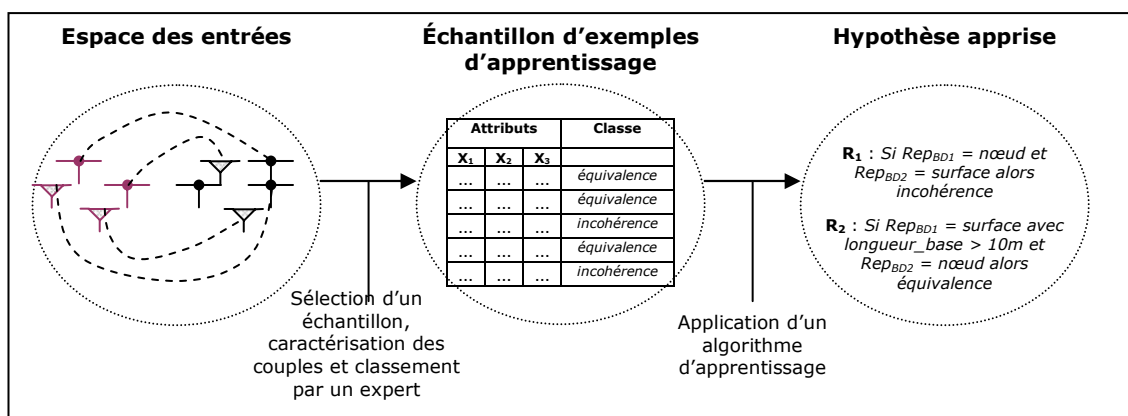 Espace des entrées
Échantillon d’exemples
d’apprentissage
Hypothèse apprise
Attributs Classe
X1 X2 X3
... ... ... équivalence
... ... ... équivalence
... ... ... incohérence
... ... ... équivalence
... ... ... incohérence
R1 : Si RepBD1 = nœud et
RepBD2 = surface alors
incohérence
R2 : Si RepBD1 = surface avec
longueur_base > 10m et
RepBD2 = nœud alors
équivalence
Sélection d’un
échantillon,
caractérisation des
couples et classement
par un expert
Application d’un
algorithme
d’apprentissage